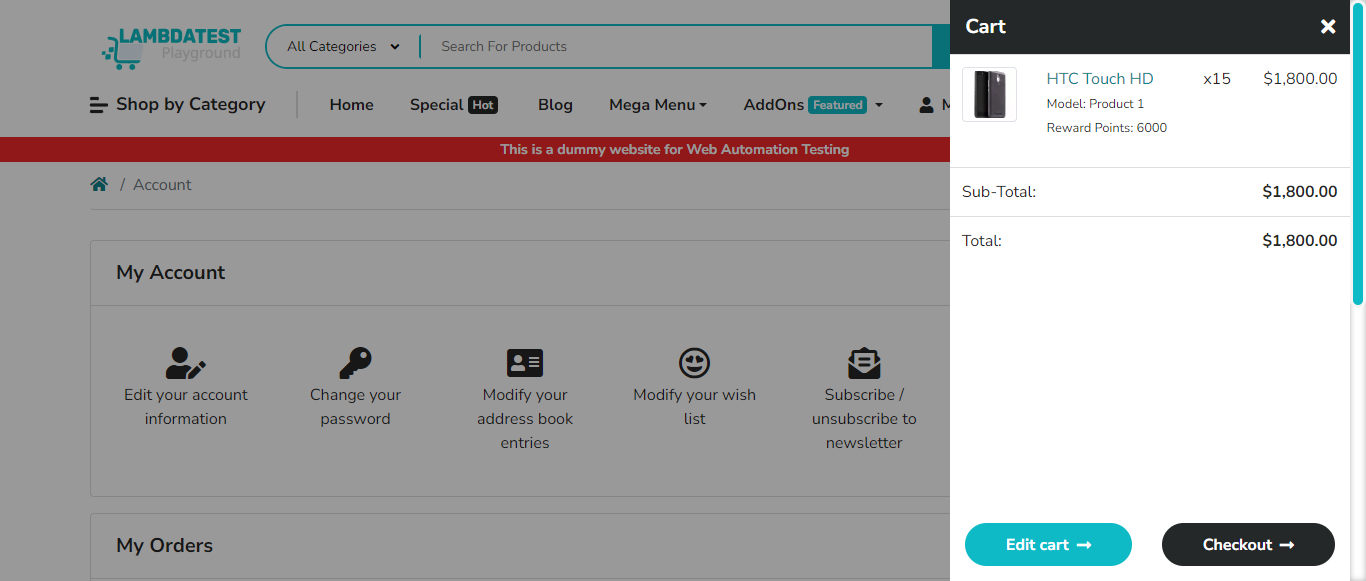 LAMBDATEST
Playground
All Categories
Search For Products
Shop by Category
Home
Special Hot
Blog
Mega Menu
AddOns Featured
M
This is a dummy website for Web Automation Testing
/ Account
My Account
Edit your account
information
Change your
password
Modify your
address book
entries
Modify your wish
list
Subscribe /
unsubscribe to
newsletter
My Orders
Cart
HTC Touch HD x15 $1,800.00
Model: Product 1
Reward Points: 6000
Sub-Total: $1,800.00
Total: $1,800.00
Edit cart
Checkout